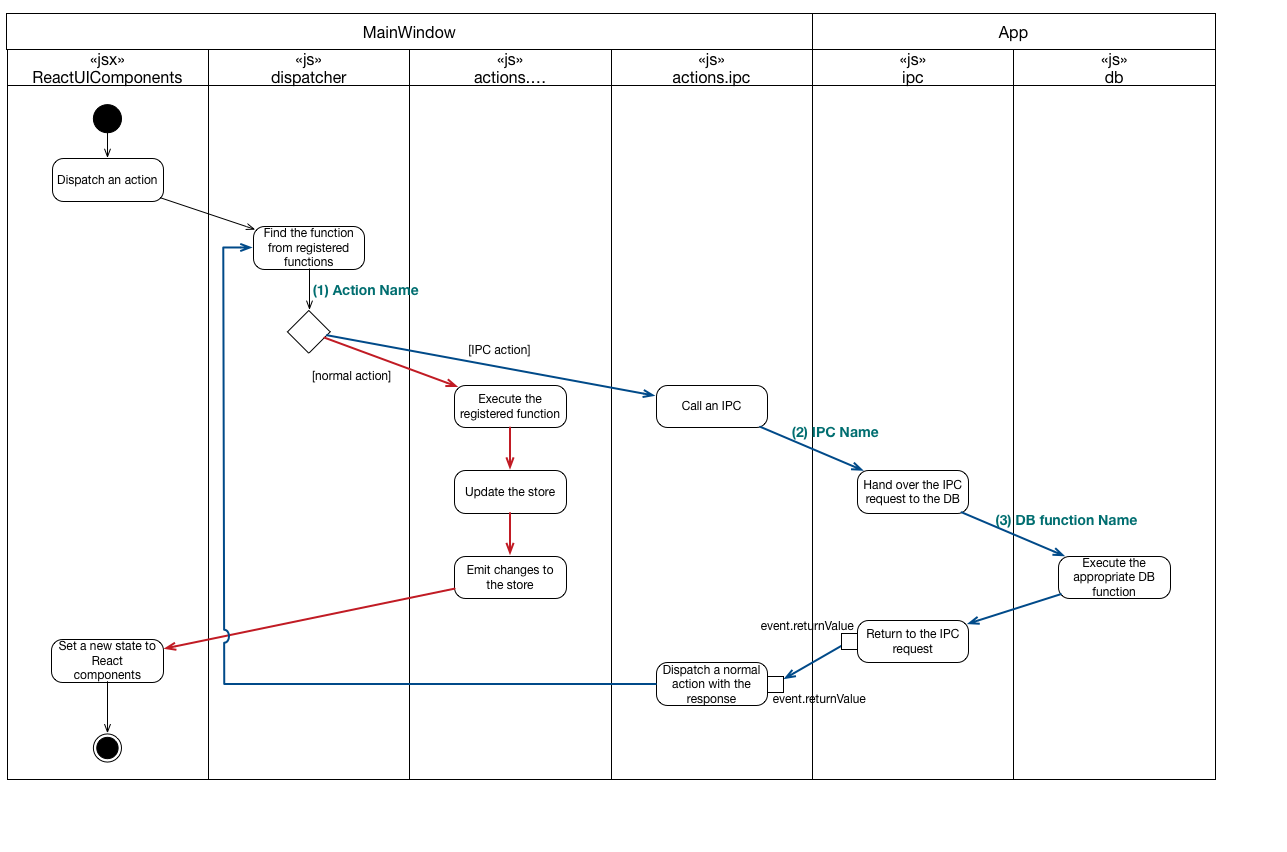 MainWindow
App
«jsx»
ReactUIComponents
«js»
dispatcher
«js»
actions.…
«js»
actions.ipc
«js»
ipc
«js»
db
Dispatch an action
Find the function
from registered
functions
(1) Action Name
[IPC action]
[normal action]
Execute the
registered function
Call an IPC
(2) IPC Name
Update the store
Hand over the IPC
request to the DB
(3) DB function Name
Emit changes to
the store
Execute the
appropriate DB
function
event.returnValue
Return to the IPC
request
Set a new state to
React
components
Dispatch a normal
action with the
response
event.returnValue